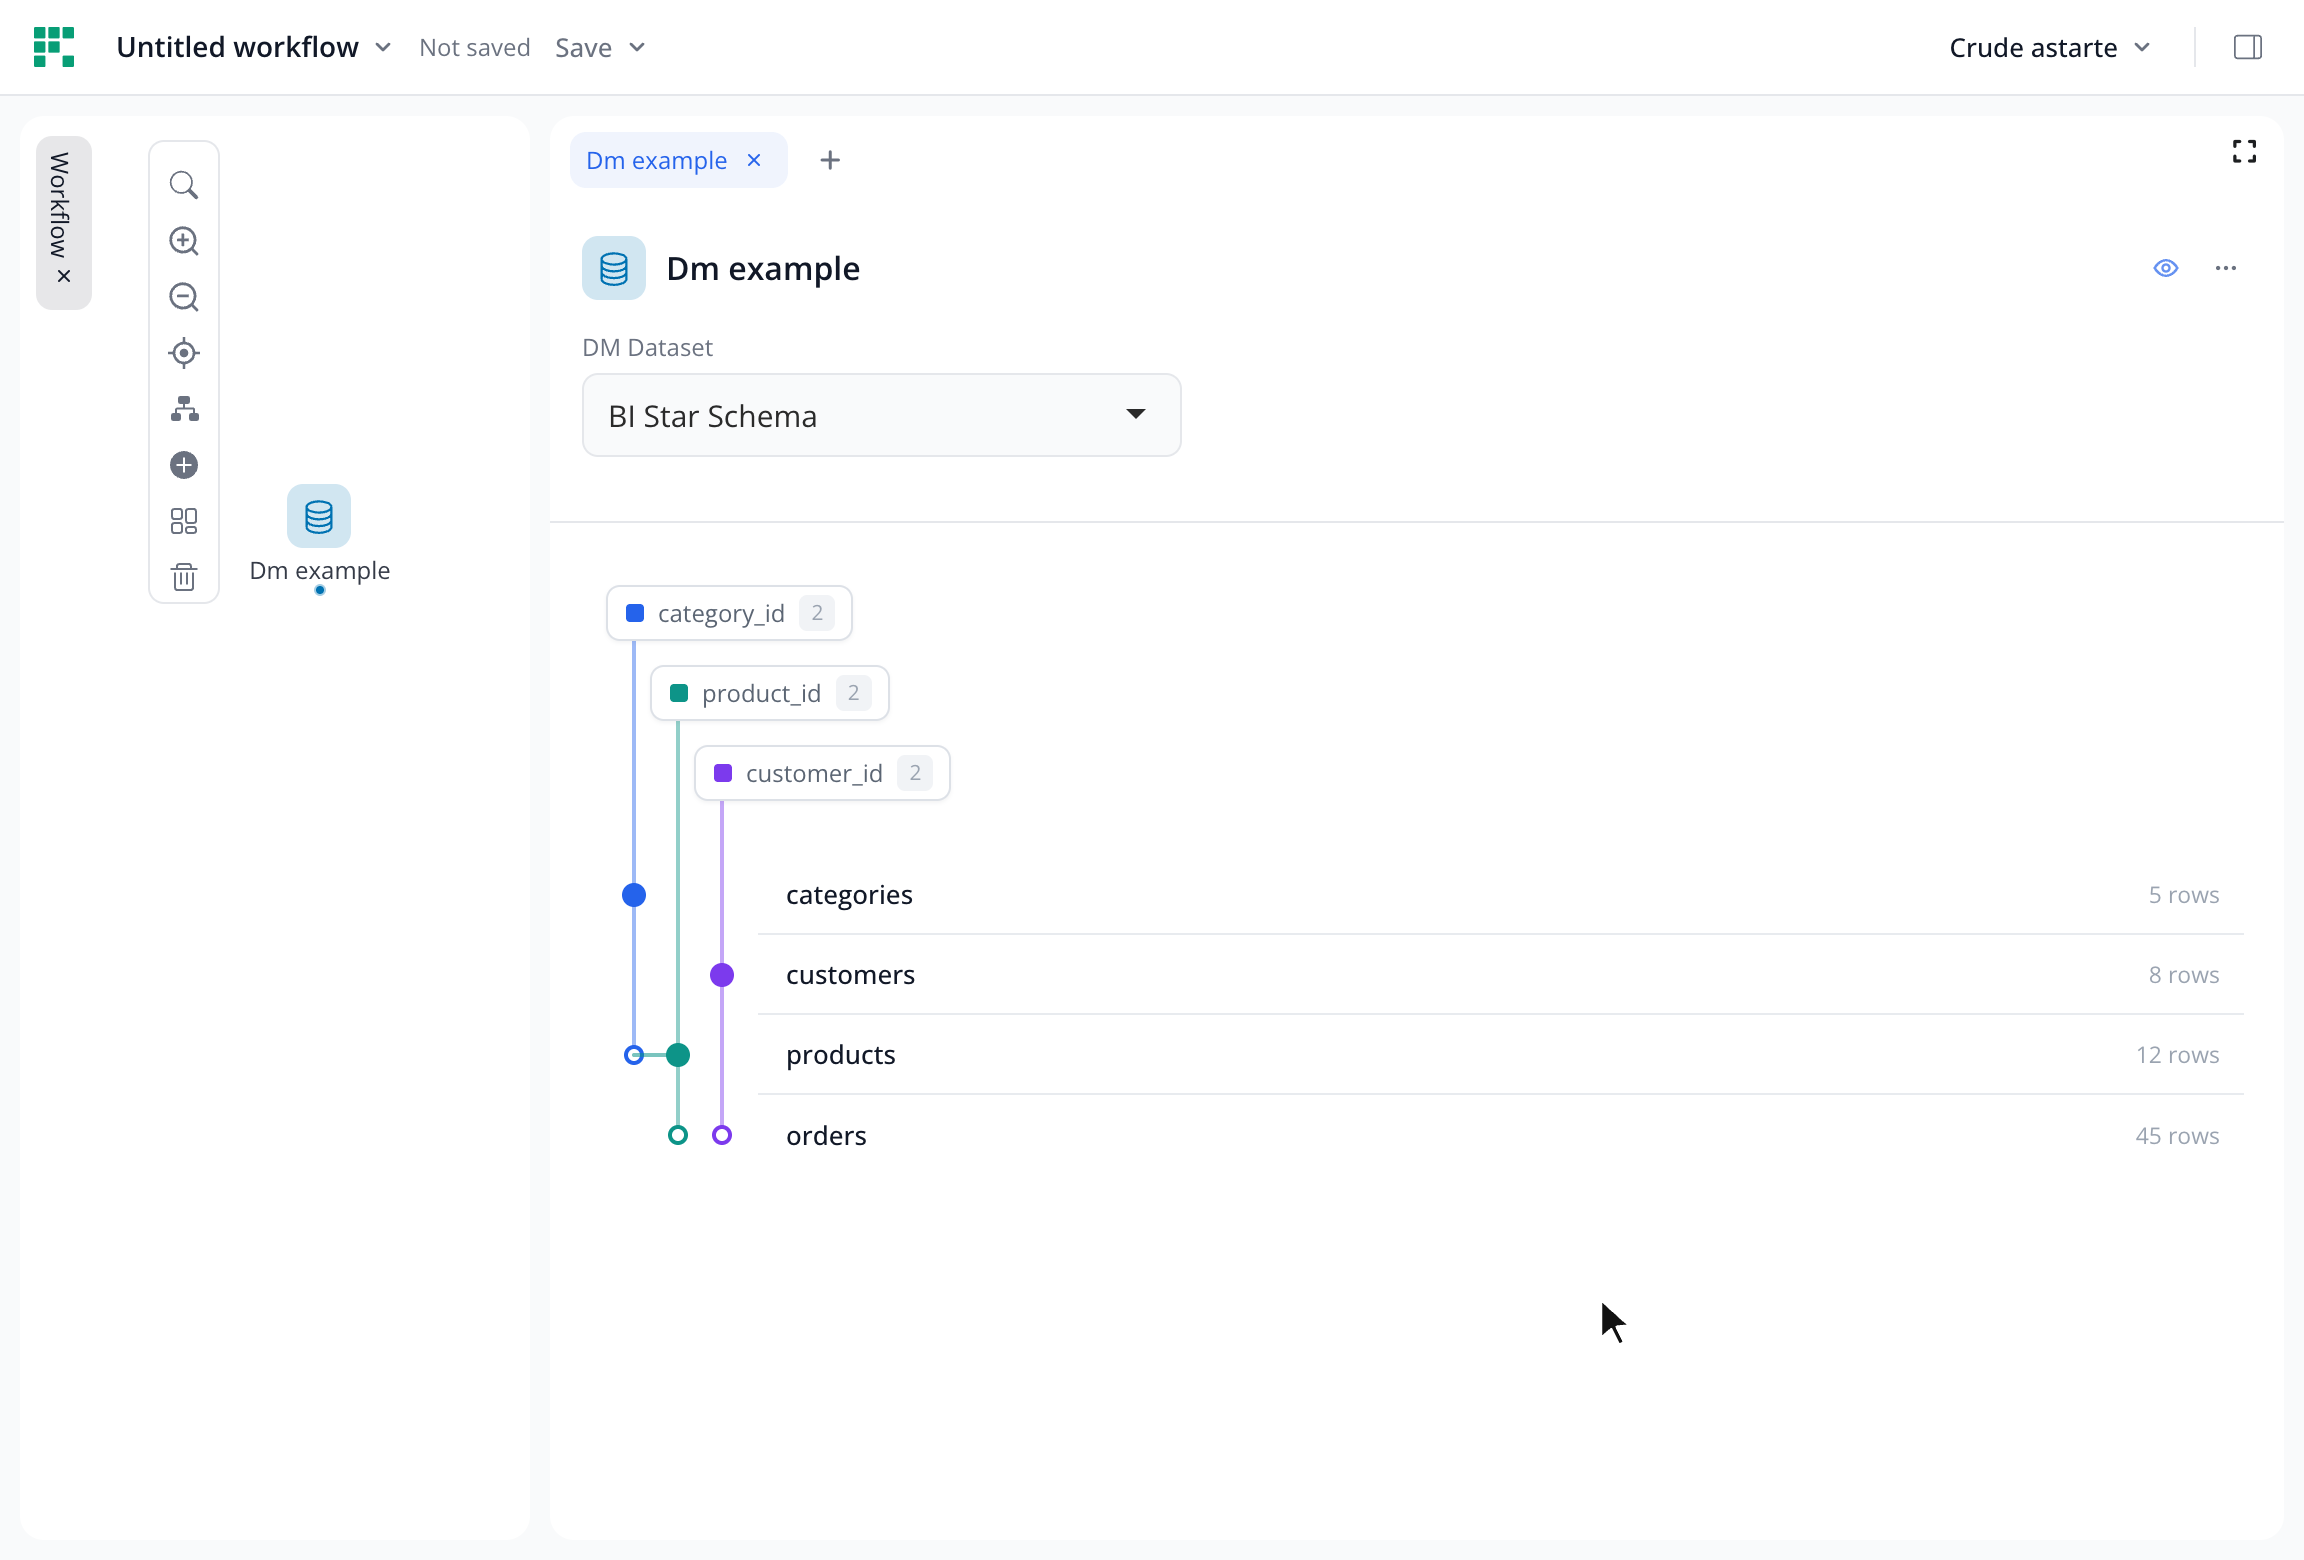 Untitled workflow Not saved Save Crude astarte
Workflow
Dm example
Dm example
DM Dataset
BI Star Schema
Dm example
category_id 2
product_id 2
customer_id 2
categories 5 rows
customers 8 rows
products 12 rows
orders 45 rows